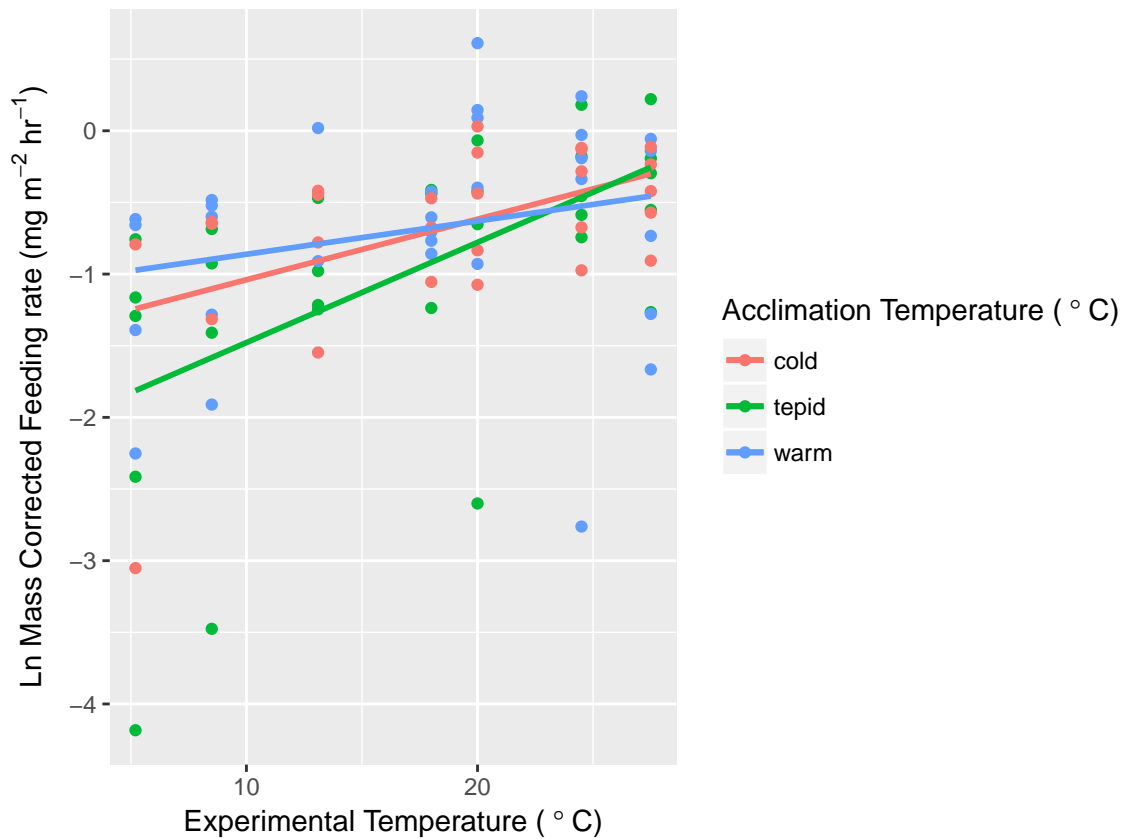 Ln Mass Corrected Feeding rate (mg m⁻² hr⁻¹)
0
−1
−2
−3
−4
10
20
Experimental Temperature ( ° C)
Acclimation Temperature ( ° C)
cold
tepid
warm